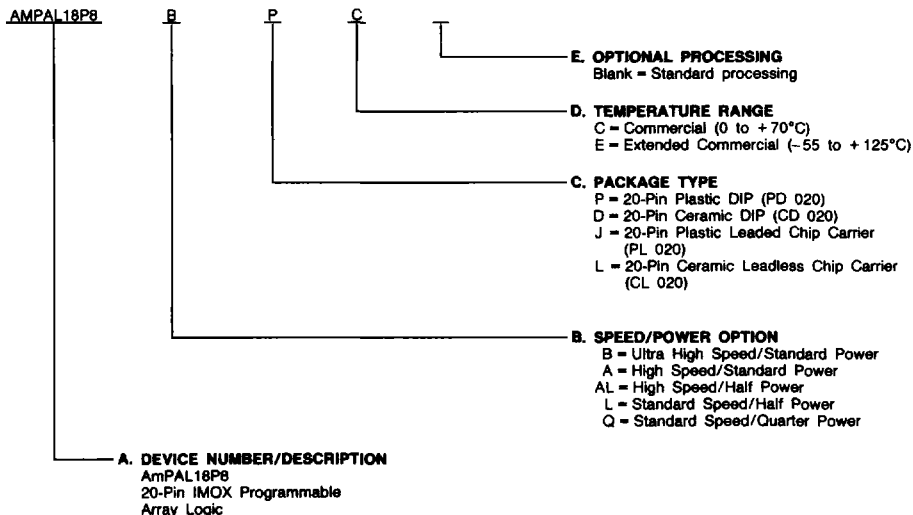 AMPAL18P8 B P C
E. OPTIONAL PROCESSING
Blank = Standard processing
D. TEMPERATURE RANGE
C = Commercial (0 to +70°C)
E = Extended Commercial (-55 to +125°C)
C. PACKAGE TYPE
P = 20-Pin Plastic DIP (PD 020)
D = 20-Pin Ceramic DIP (CD 020)
J = 20-Pin Plastic Leaded Chip Carrier
(PL 020)
L = 20-Pin Ceramic Leadless Chip Carrier
(CL 020)
B. SPEED/POWER OPTION
B = Ultra High Speed/Standard Power
A = High Speed/Standard Power
AL = High Speed/Half Power
L = Standard Speed/Half Power
Q = Standard Speed/Quarter Power
A. DEVICE NUMBER/DESCRIPTION
AmPAL18P8
20-Pin IMOX Programmable
Array Logic